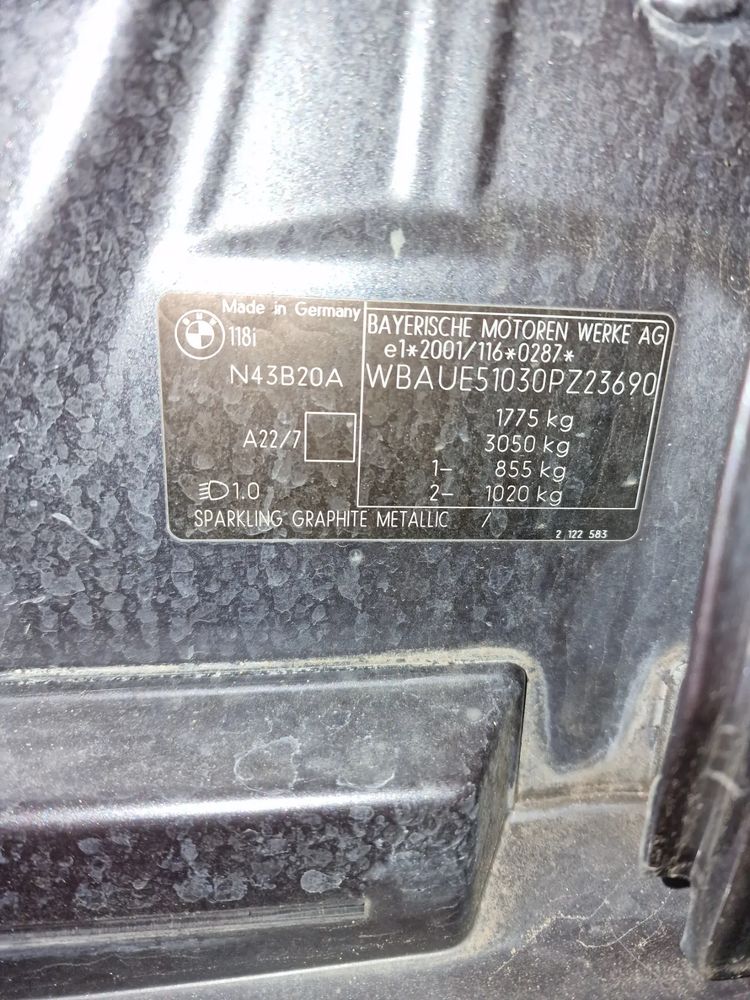 Made in Germany
BMW
118i
N43B20A
A22/7
1.0
BAYERISCHE MOTOREN WERKE AG
e1*2001/116*0287*
WBAUE51030PZ23690
1775 kg
3050 kg
1- 855 kg
2- 1020 kg
SPARKLING GRAPHITE METALLIC /
2 122 583